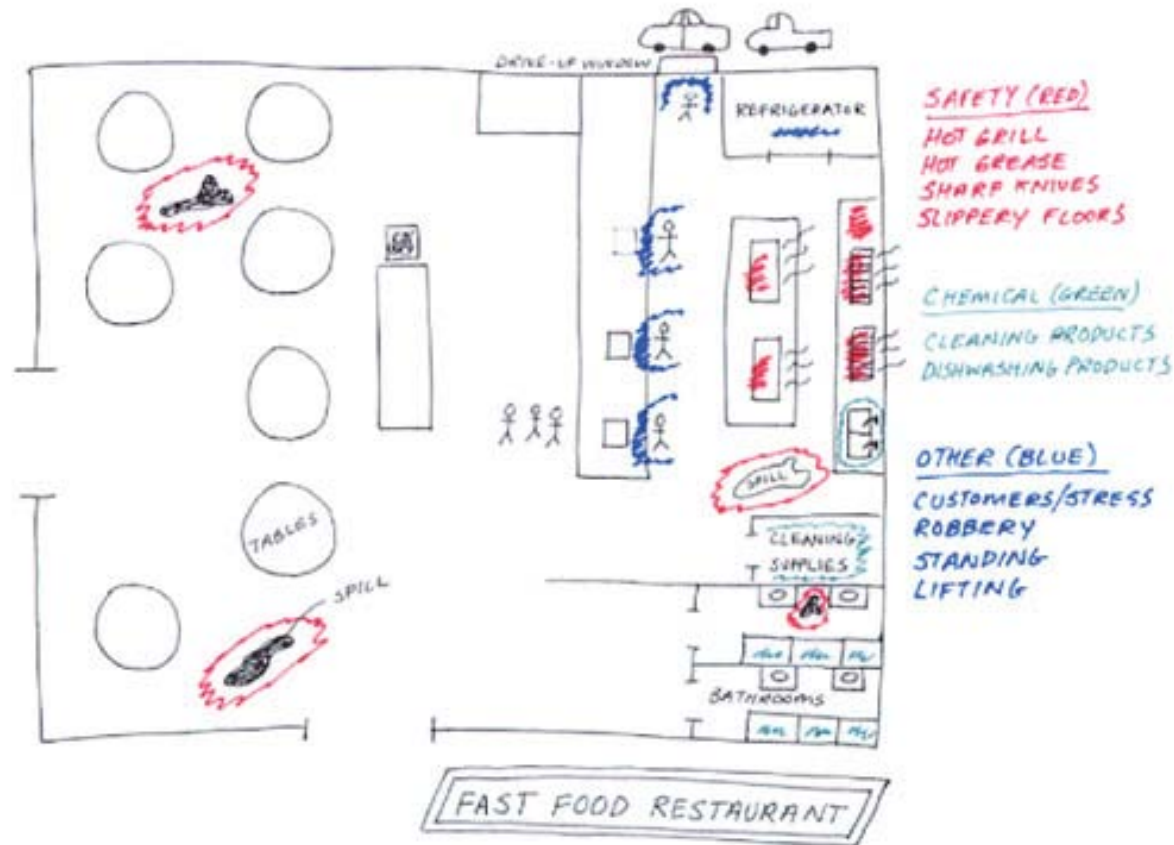 DRIVE-UP WINDOW
REFRIGERATOR
SAFETY (RED)
HOT GRILL
HOT GREASE
SHARP KNIVES
SLIPPERY FLOORS
CHEMICAL (GREEN)
CLEANING PRODUCTS
DISHWASHING PRODUCTS
OTHER (BLUE)
CUSTOMERS/STRESS
ROBBERY
STANDING
LIFTING
SPILL
CLEANING
SUPPLIES
TABLES
SPILL
BATHROOMS
FAST FOOD RESTAURANT